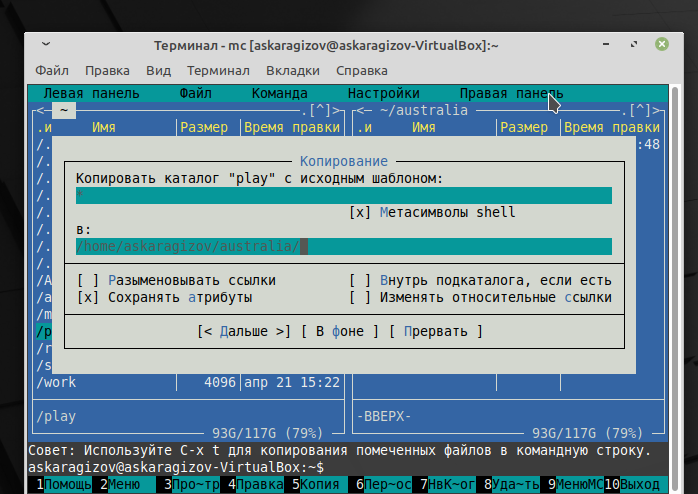 Терминал - mc [askaragizov@askaragizov-VirtualBox]:~
Файл Правка Вид Терминал Вкладки Справка
Левая панель Файл Команда Настройки Правая панель
<─ ~ .[^]> <─ ~/australia .[^]>
.и Имя Размер Время правки .и Имя Размер Время правки
/. :48
/.
Копирование
/. Копировать каталог "play" с исходным шаблоном:
/. *
/. [x] Метасимволы shell
/. в:
/. /home/askaragizov/australia/
/.
/A [ ] Разыменовывать ссылки [ ] Внутрь подкаталога, если есть
/a [x] Сохранять атрибуты [ ] Изменять относительные ссылки
/m
/p [< Дальше >] [ В фоне ] [ Прервать ]
/r
/s
/work 4096 апр 21 15:22
/play -ВВЕРХ-
93G/117G (79%) 93G/117G (79%)
Совет: Используйте C-x t для копирования помеченных файлов в командную строку.
askaragizov@askaragizov-VirtualBox:~$
1Помощь 2Меню 3Про~тр 4Правка 5Копия 6Пер~ос 7НвК~ог 8Уда~ть 9МенюMC 10Выход